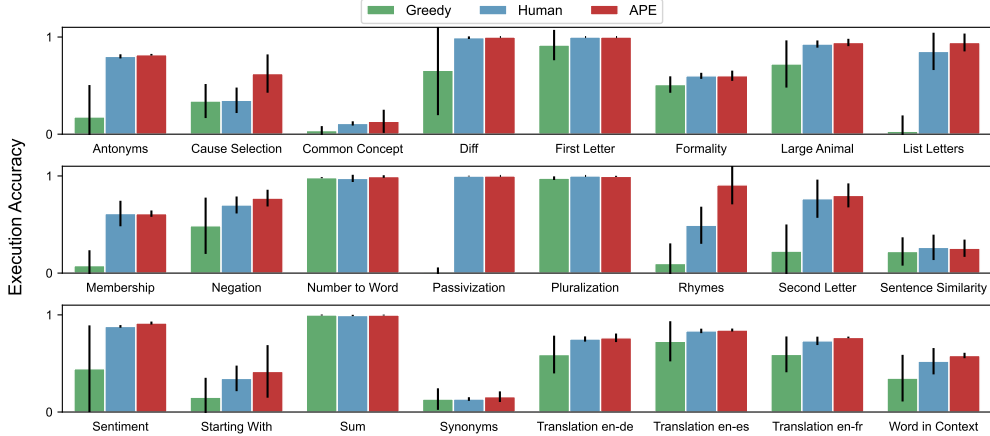 Greedy Human APE
Execution Accuracy
1
0
Antonyms Cause Selection Common Concept Diff First Letter Formality Large Animal List Letters
1
0
Membership Negation Number to Word Passivization Pluralization Rhymes Second Letter Sentence Similarity
1
0
Sentiment Starting With Sum Synonyms Translation en-de Translation en-es Translation en-fr Word in Context